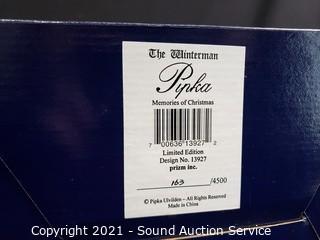 The Winterman
Pipka
Memories of Christmas
7 00636 13927 2
Limited Edition
Design No. 13927
prizm inc.
163 /4500
© Pipka Ulvilden - All Rights Reserved
Made in China
Copyright 2021 - Sound Auction Service